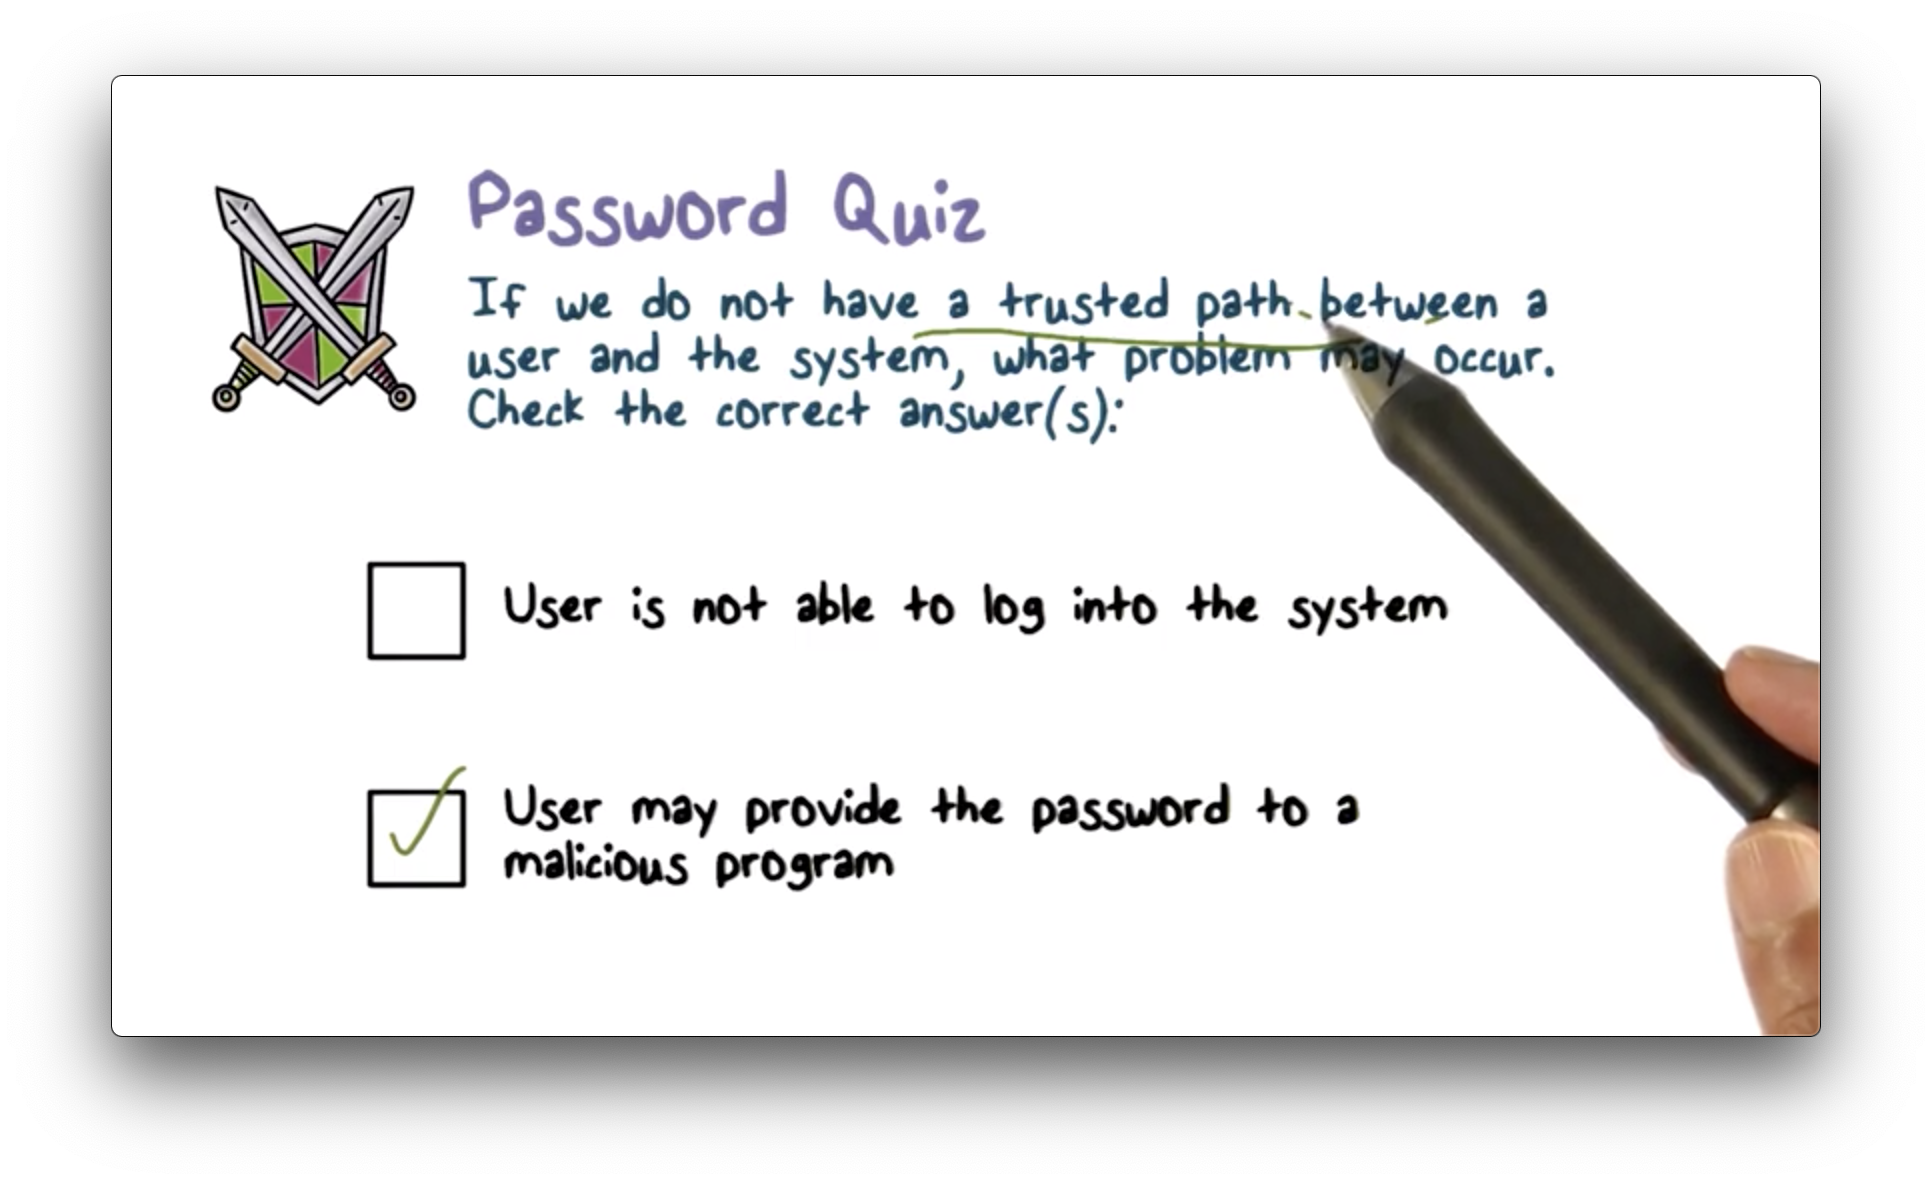 Password Quiz
If we do not have a trusted path between a
user and the system, what problem may occur.
Check the correct answer(s):
User is not able to log into the system
User may provide the password to a
malicious program